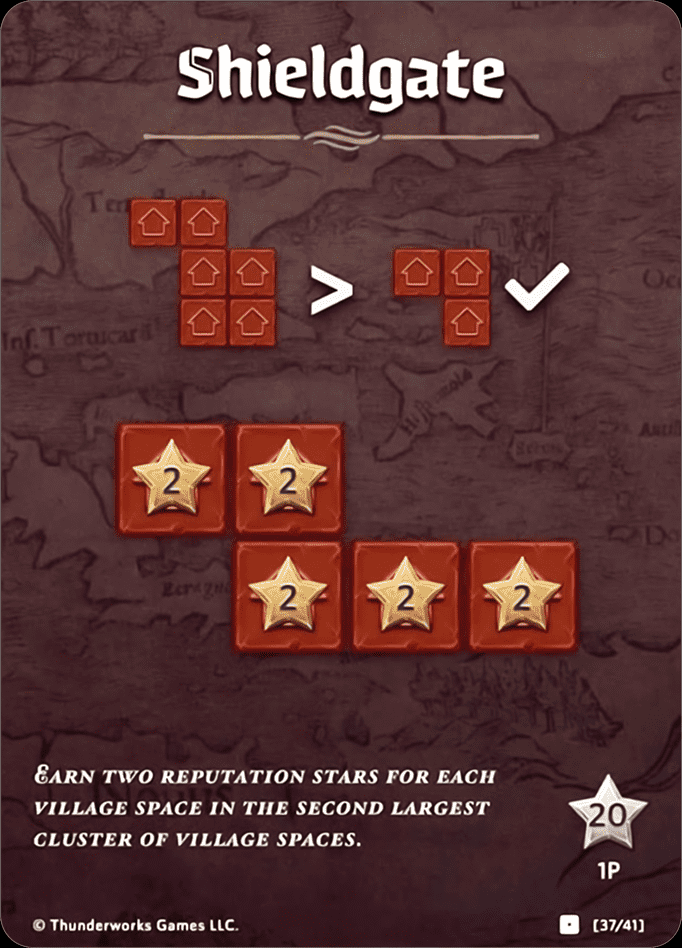 Shieldgate
>
2 2
2 2 2
Earn two reputation stars for each
village space in the second largest
cluster of village spaces.
20
1P
© Thunderworks Games LLC.
[37/41]